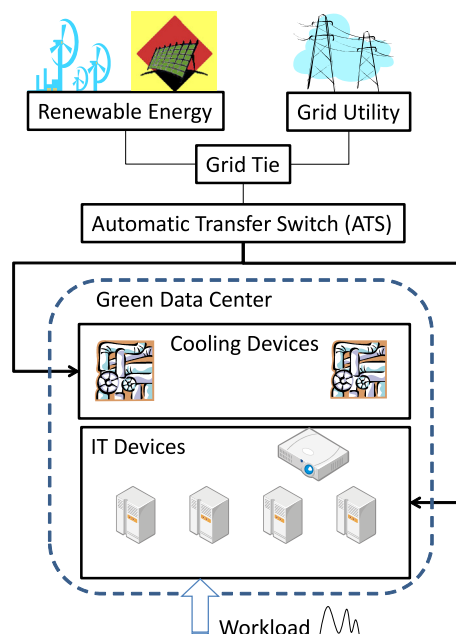 Renewable Energy
Grid Utility
Grid Tie
Automatic Transfer Switch (ATS)
Green Data Center
Cooling Devices
IT Devices
Workload